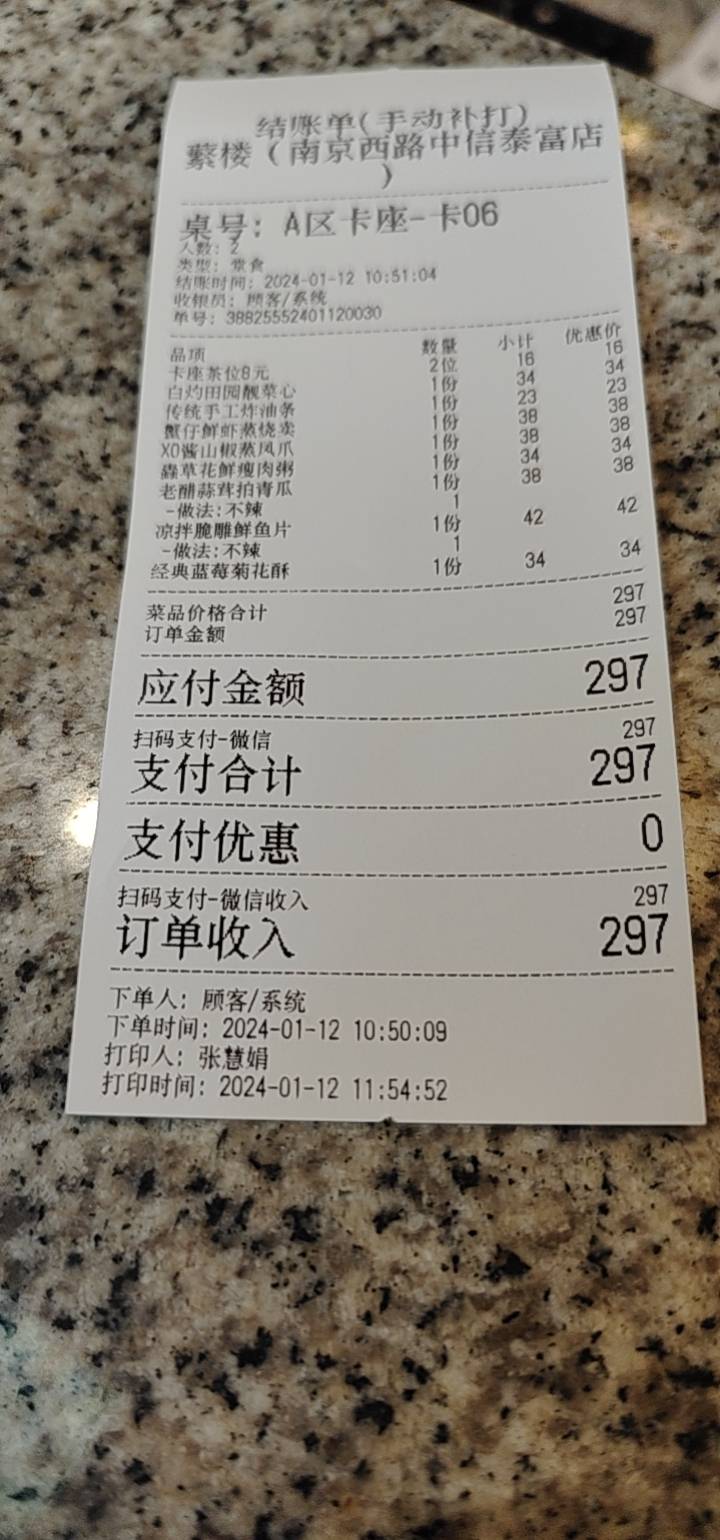 结账单(手动补打)
蘩楼（南京西路中信泰富店
）
桌号: A区卡座-卡06
人数: 2
类型: 堂食
结账时间: 2024-01-12 10:51:04
收银员: 顾客/系统
单号: 38825552401120030
品项 数量 小计 优惠价
卡座茶位8元 2位 16 16
白灼田园靓菜心 1份 34 34
传统手工炸油条 1份 23 23
蟹仔鲜虾蒸烧卖 1份 38 38
XO酱山椒蒸凤爪 1份 38 38
虫草花鲜瘦肉粥 1份 34 34
老醋蒜茸拍青瓜 1份 38 38
-做法:不辣 1
凉拌脆雕鲜鱼片 1份 42 42
-做法:不辣 1
经典蓝莓菊花酥 1份 34 34
菜品价格合计 297
订单金额 297
应付金额 297
扫码支付-微信 297
支付合计 297
支付优惠 0
扫码支付-微信收入 297
订单收入 297
下单人: 顾客/系统
下单时间: 2024-01-12 10:50:09
打印人: 张慧娟
打印时间: 2024-01-12 11:54:52